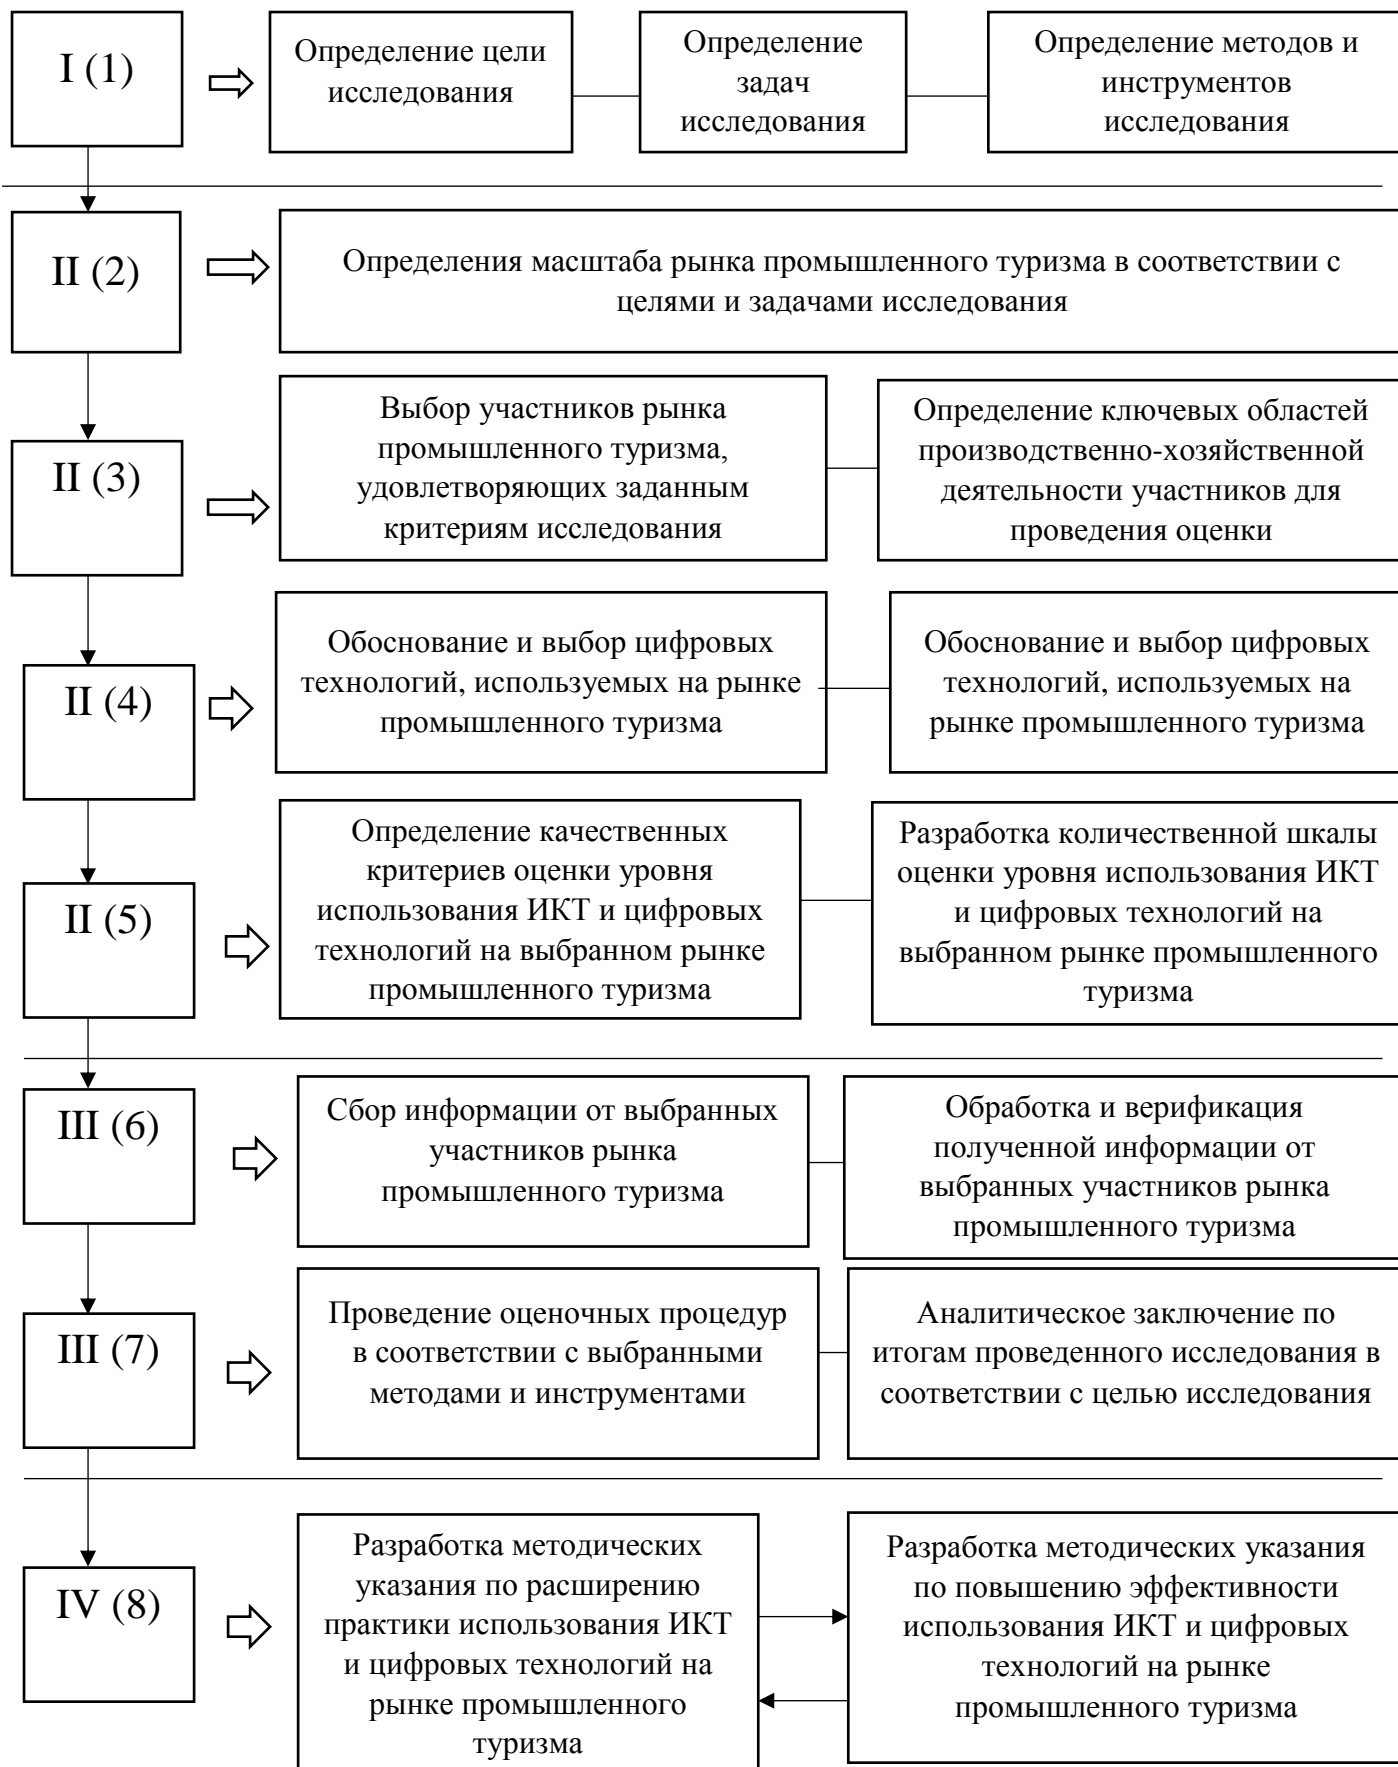 I (1)
Определение цели
исследования
Определение
задач
исследования
Определение методов и
инструментов
исследования
II (2)
Определения масштаба рынка промышленного туризма в соответствии с
целями и задачами исследования
II (3)
Выбор участников рынка
промышленного туризма,
удовлетворяющих заданным
критериям исследования
Определение ключевых областей
производственно-хозяйственной
деятельности участников для
проведения оценки
II (4)
Обоснование и выбор цифровых
технологий, используемых на рынке
промышленного туризма
Обоснование и выбор цифровых
технологий, используемых на
рынке промышленного туризма
II (5)
Определение качественных
критериев оценки уровня
использования ИКТ и цифровых
технологий на выбранном рынке
промышленного туризма
Разработка количественной шкалы
оценки уровня использования ИКТ
и цифровых технологий на
выбранном рынке промышленного
туризма
III (6)
Сбор информации от выбранных
участников рынка
промышленного туризма
Обработка и верификация
полученной информации от
выбранных участников рынка
промышленного туризма
III (7)
Проведение оценочных процедур
в соответствии с выбранными
методами и инструментами
Аналитическое заключение по
итогам проведенного исследования в
соответствии с целью исследования
IV (8)
Разработка методических
указания по расширению
практики использования ИКТ
и цифровых технологий на
рынке промышленного
туризма
Разработка методических указания
по повышению эффективности
использования ИКТ и цифровых
технологий на рынке
промышленного туризма